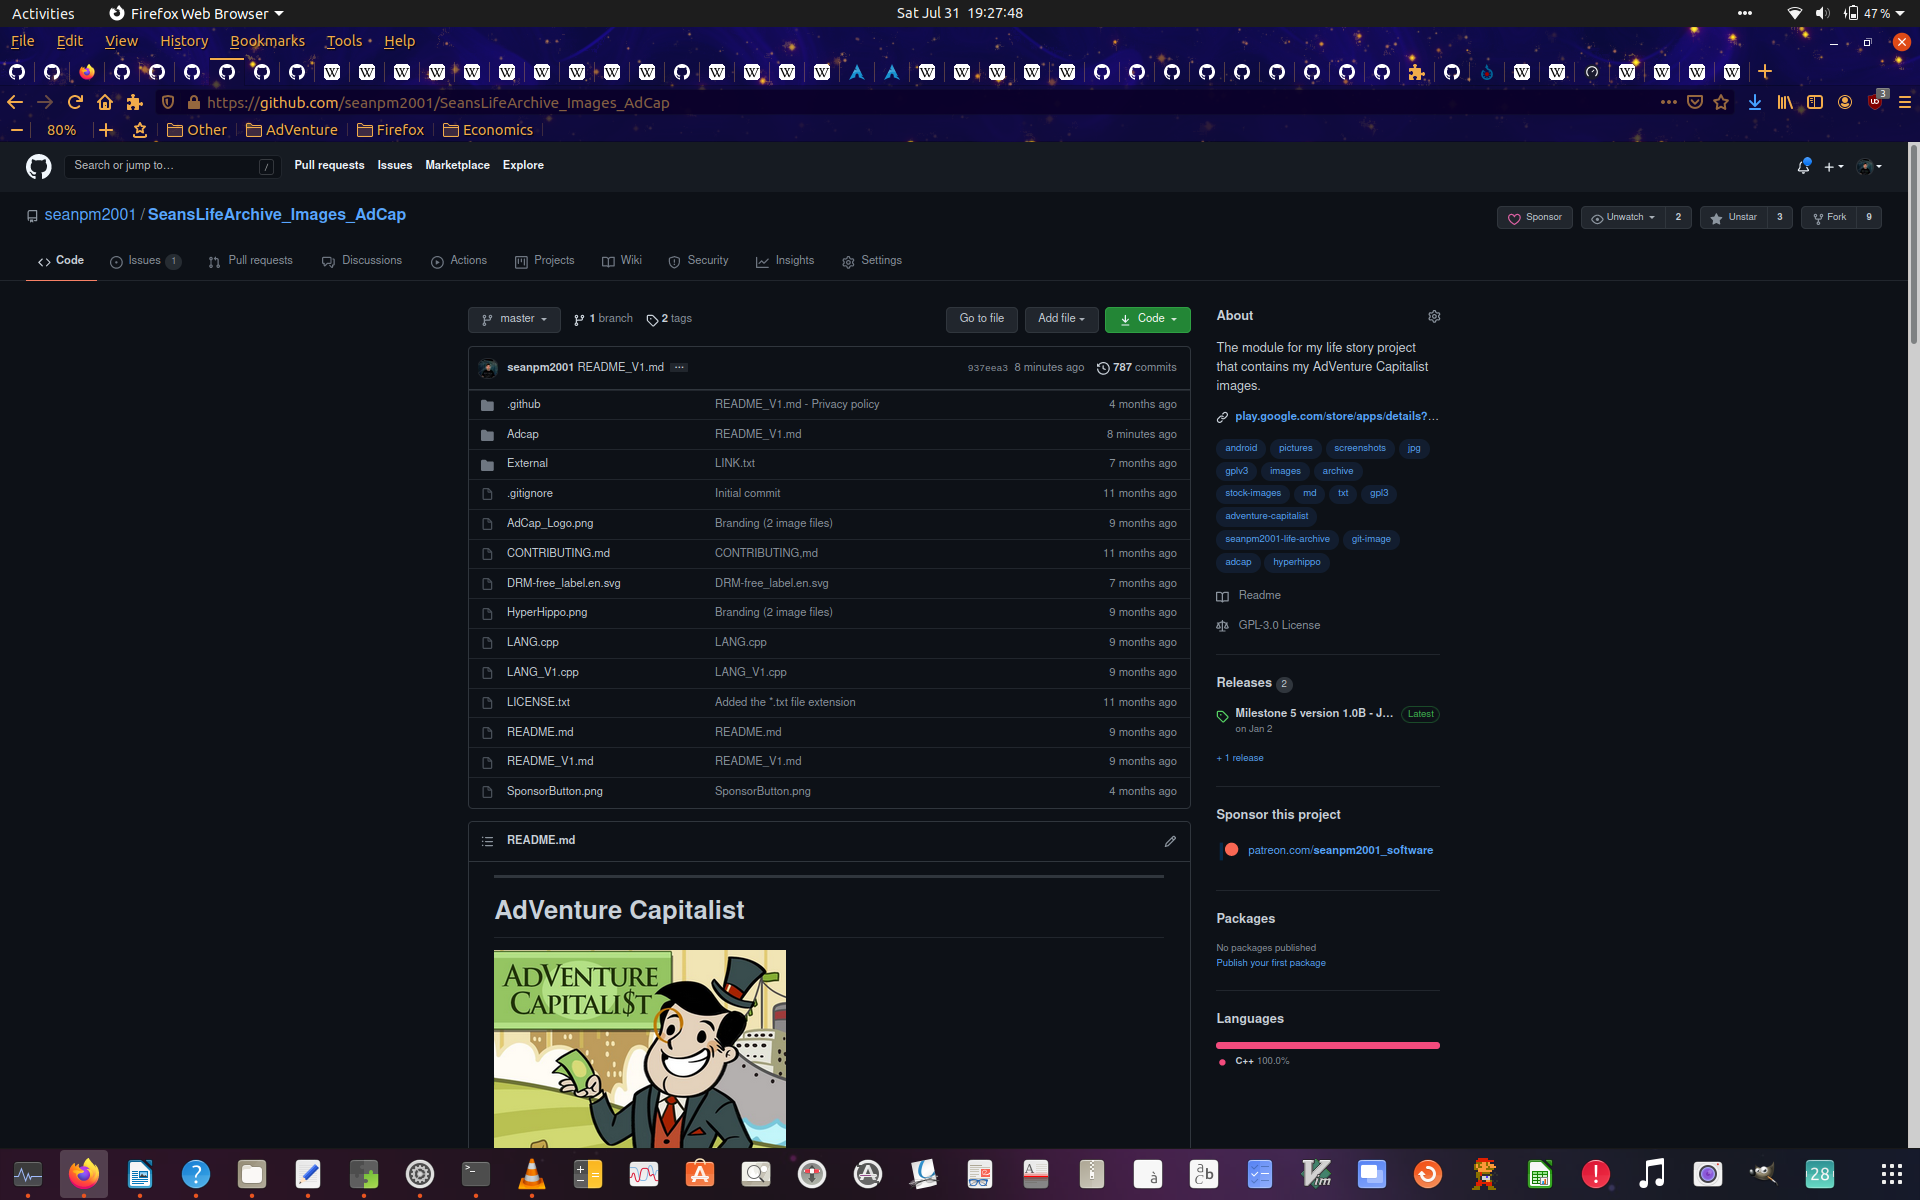 Activities Firefox Web Browser Sat Jul 31 19:27:48 47 %
File Edit View History Bookmarks Tools Help
https://github.com/seanpm2001/SeansLifeArchive_Images_AdCap 3
80% Other AdVenture Firefox Economics
Search or jump to... / Pull requests Issues Marketplace Explore
seanpm2001 / SeansLifeArchive_Images_AdCap Sponsor Unwatch 2 Unstar 3 Fork 9
Code Issues 1 Pull requests Discussions Actions Projects Wiki Security Insights Settings
master 1 branch 2 tags Go to file Add file Code
seanpm2001 README_V1.md ... 937eea3 8 minutes ago 787 commits
.github README_V1.md - Privacy policy 4 months ago
Adcap README_V1.md 8 minutes ago
External LINK.txt 7 months ago
.gitignore Initial commit 11 months ago
AdCap_Logo.png Branding (2 image files) 9 months ago
CONTRIBUTING.md CONTRIBUTING,md 11 months ago
DRM-free_label.en.svg DRM-free_label.en.svg 7 months ago
HyperHippo.png Branding (2 image files) 9 months ago
LANG.cpp LANG.cpp 9 months ago
LANG_V1.cpp LANG_V1.cpp 9 months ago
LICENSE.txt Added the *.txt file extension 11 months ago
README.md README.md 9 months ago
README_V1.md README_V1.md 9 months ago
SponsorButton.png SponsorButton.png 4 months ago
README.md
AdVenture Capitalist
ADVENTURE
CAPITALI$T
About
The module for my life story project
that contains my AdVenture Capitalist
images.
play.google.com/store/apps/details?...
android pictures screenshots jpg
gplv3 images archive
stock-images md txt gpl3
adventure-capitalist
seanpm2001-life-archive git-image
adcap hyperhippo
Readme
GPL-3.0 License
Releases 2
Milestone 5 version 1.0B - J... Latest
on Jan 2
+ 1 release
Sponsor this project
patreon.com/seanpm2001_software
Packages
No packages published
Publish your first package
Languages
C++ 100.0%
28